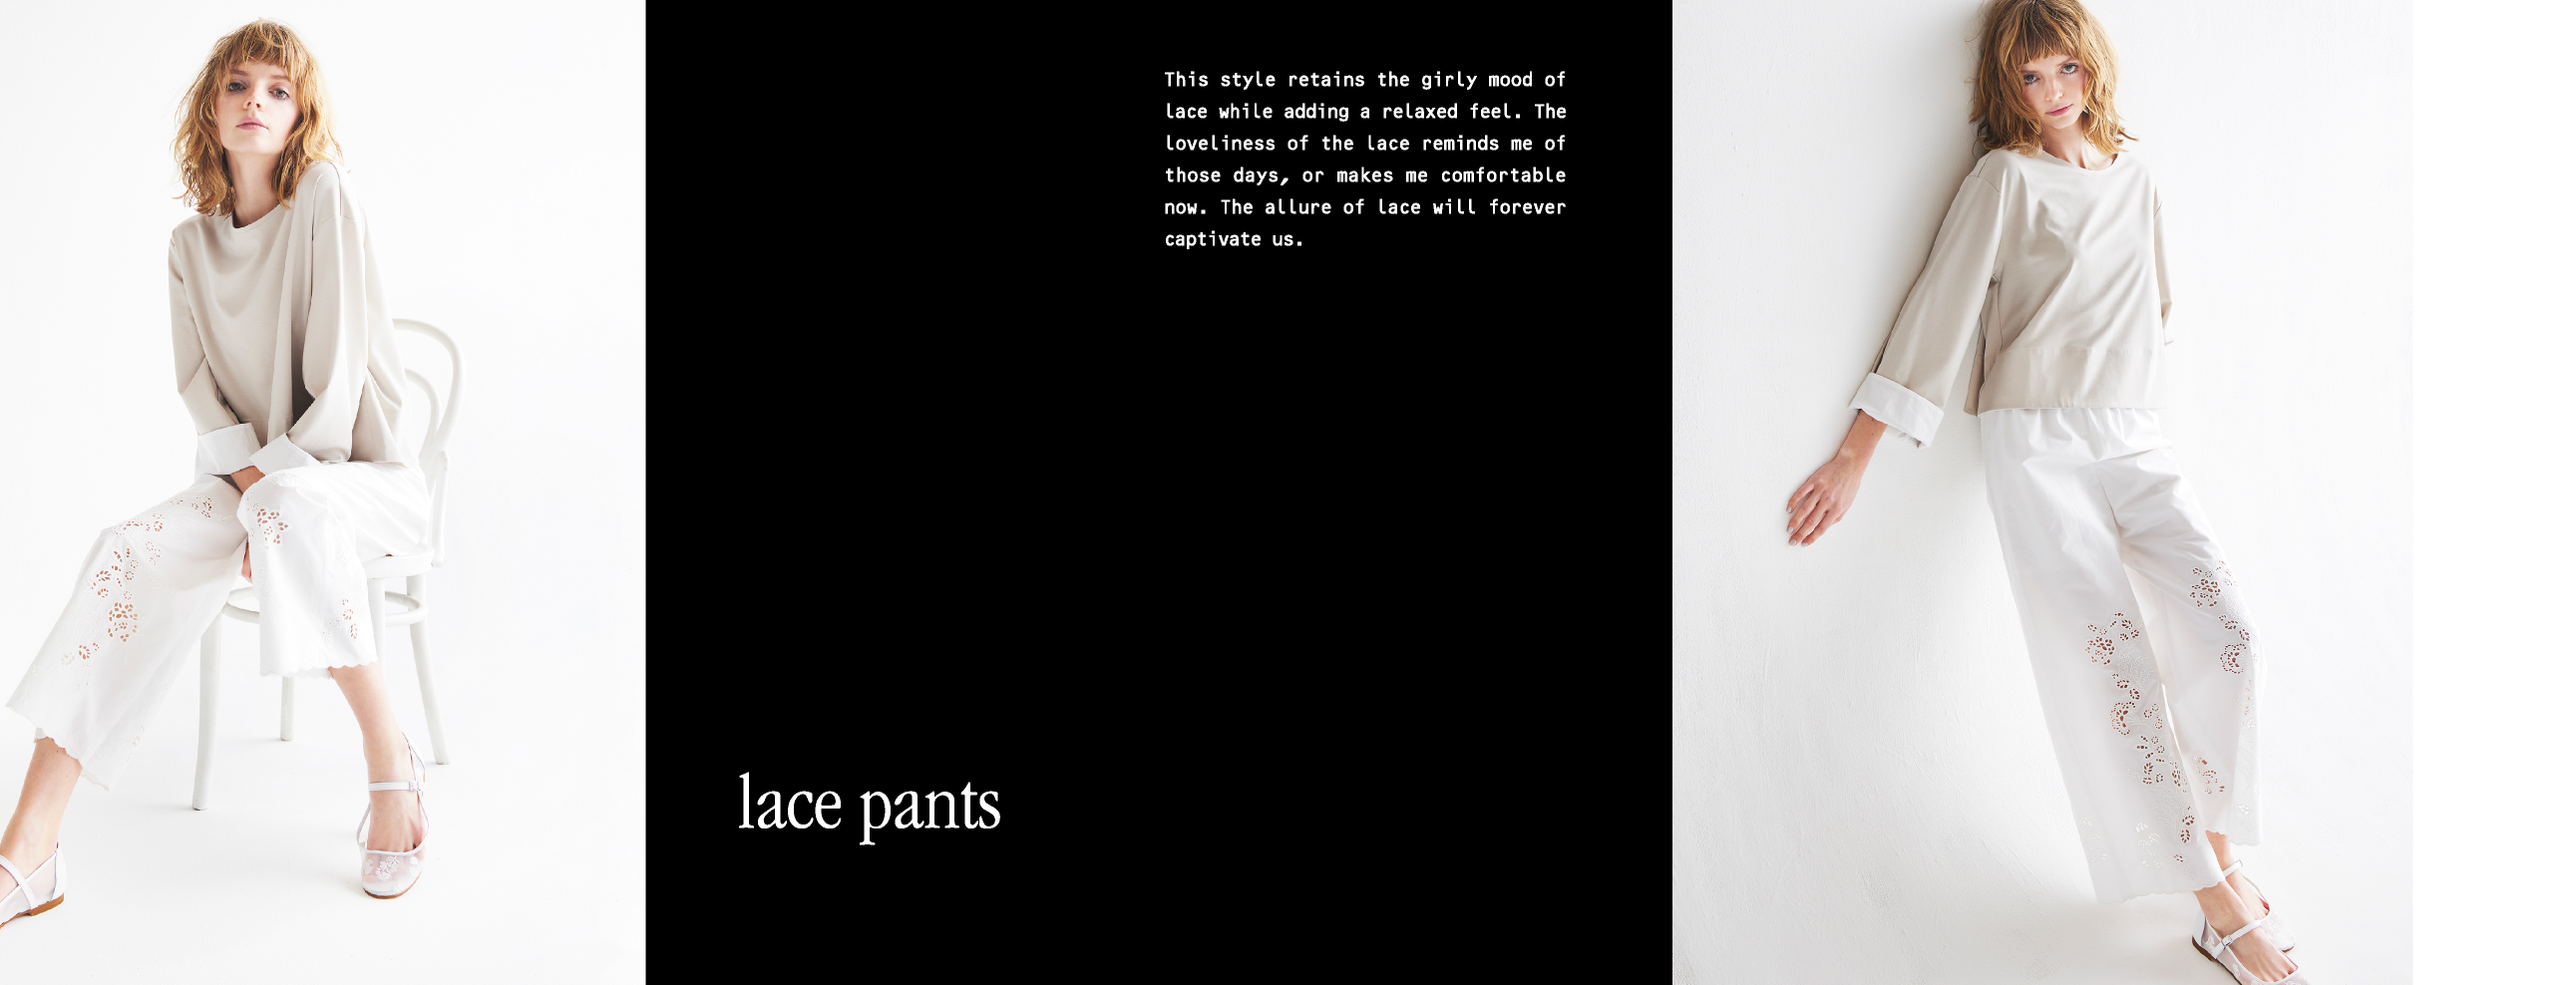 This style retains the girly mood of
lace while adding a relaxed feel. The
loveliness of the lace reminds me of
those days, or makes me comfortable
now. The allure of lace will forever
captivate us.
lace pants